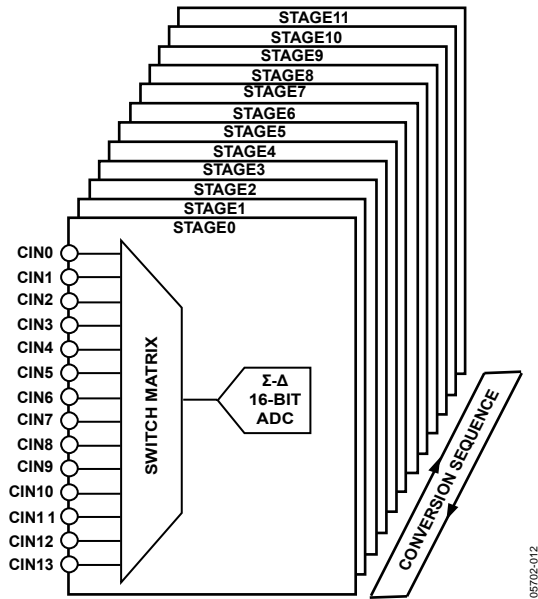 STAGE11
STAGE10
STAGE9
STAGE8
STAGE7
STAGE6
STAGE5
STAGE4
STAGE3
STAGE2
STAGE1
STAGE0
CIN0
CIN1
CIN2
CIN3
CIN4
CIN5
CIN6
CIN7
CIN8
CIN9
CIN10
CIN11
CIN12
CIN13
SWITCH MATRIX
Σ-Δ
16-BIT
ADC
CONVERSION SEQUENCE
05702-012